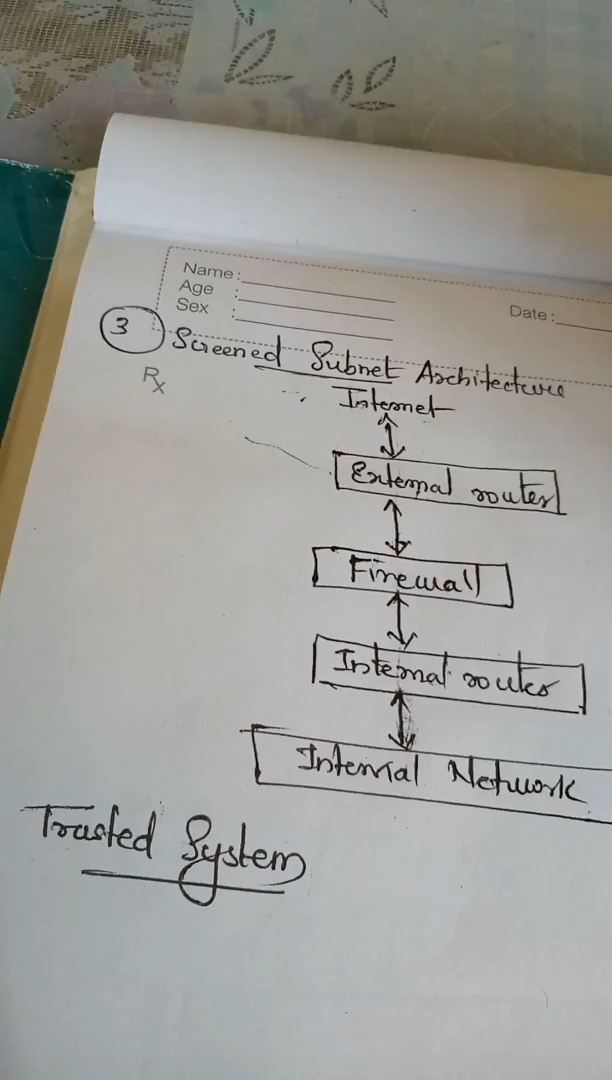 Name:
Age :
Sex :
Date:
3 Screened Subnet Architecture
Rx
Internet
External router
Firewall
Internal router
Internal Network
Trusted System